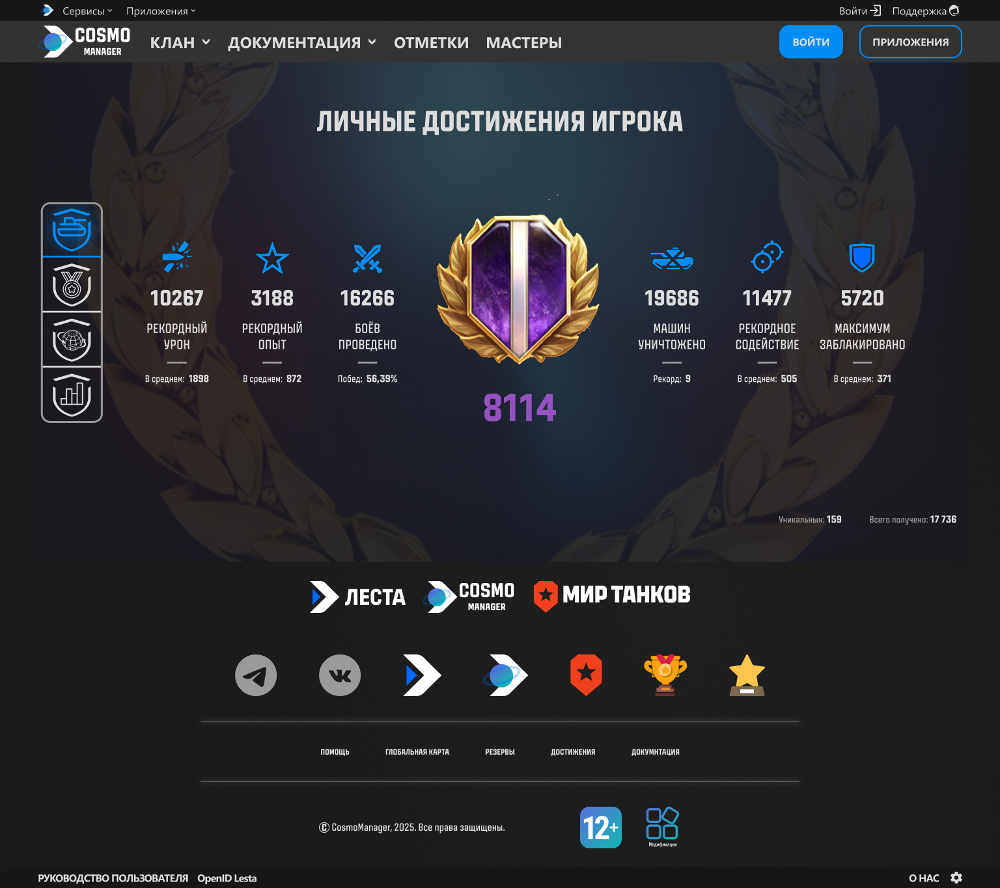 Сервисы Приложения Войти Поддержка
COSMO
MANAGER
КЛАН ДОКУМЕНТАЦИЯ ОТМЕТКИ МАСТЕРЫ ВОЙТИ ПРИЛОЖЕНИЯ
ЛИЧНЫЕ ДОСТИЖЕНИЯ ИГРОКА
10267
РЕКОРДНЫЙ
УРОН
В среднем: 1898
3188
РЕКОРДНЫЙ
ОПЫТ
В среднем: 872
16266
БОЁВ
ПРОВЕДЕНО
Побед: 56,39%
8114
19686
МАШИН
УНИЧТОЖЕНО
Рекорд: 9
11477
РЕКОРДНОЕ
СОДЕЙСТВИЕ
В среднем: 505
5720
МАКСИМУМ
ЗАБЛАКИРОВАНО
В среднем: 371
Уникальных: 159 Всего получено: 17 736
ЛЕСТА
COSMO
MANAGER
МИР ТАНКОВ
ПОМОЩЬ ГЛОБАЛЬНАЯ КАРТА РЕЗЕРВЫ ДОСТИЖЕНИЯ ДОКУМНТАЦИЯ
© CosmoManager, 2025. Все права защищены.
12+
Модификация
РУКОВОДСТВО ПОЛЬЗОВАТЕЛЯ OpenID Lesta О НАС